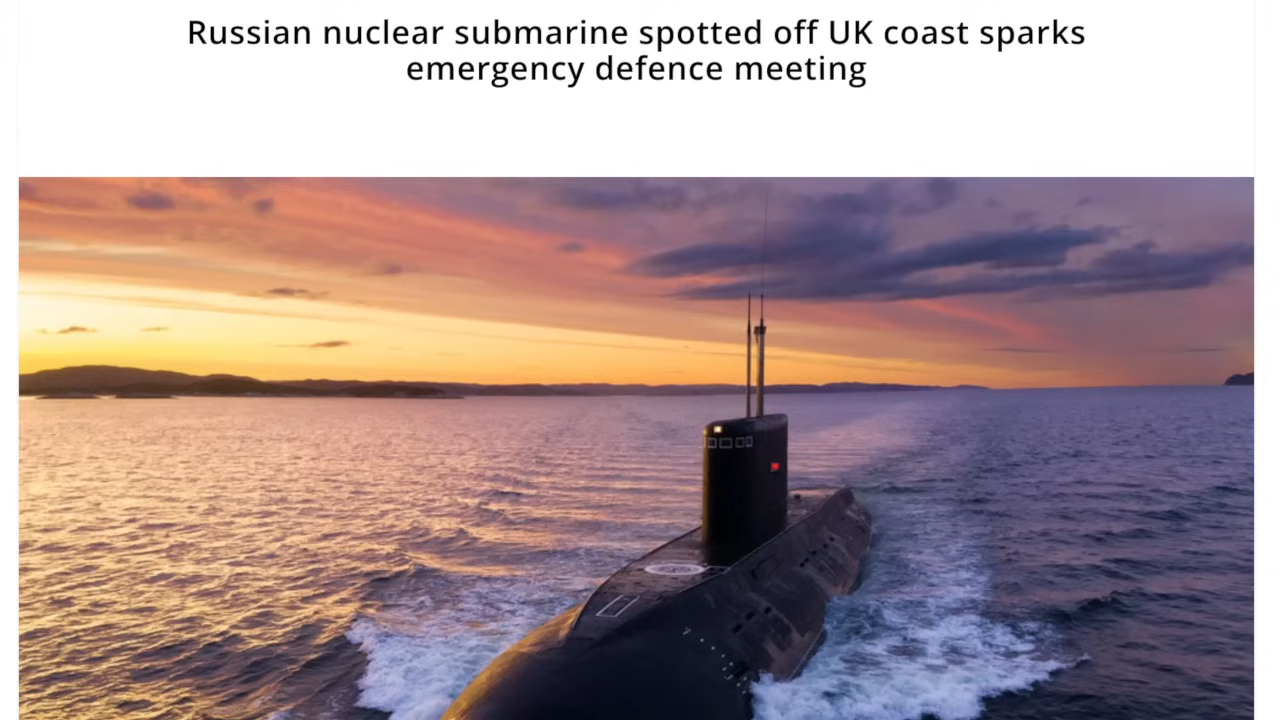 Russian nuclear submarine spotted off UK coast sparks
emergency defence meeting